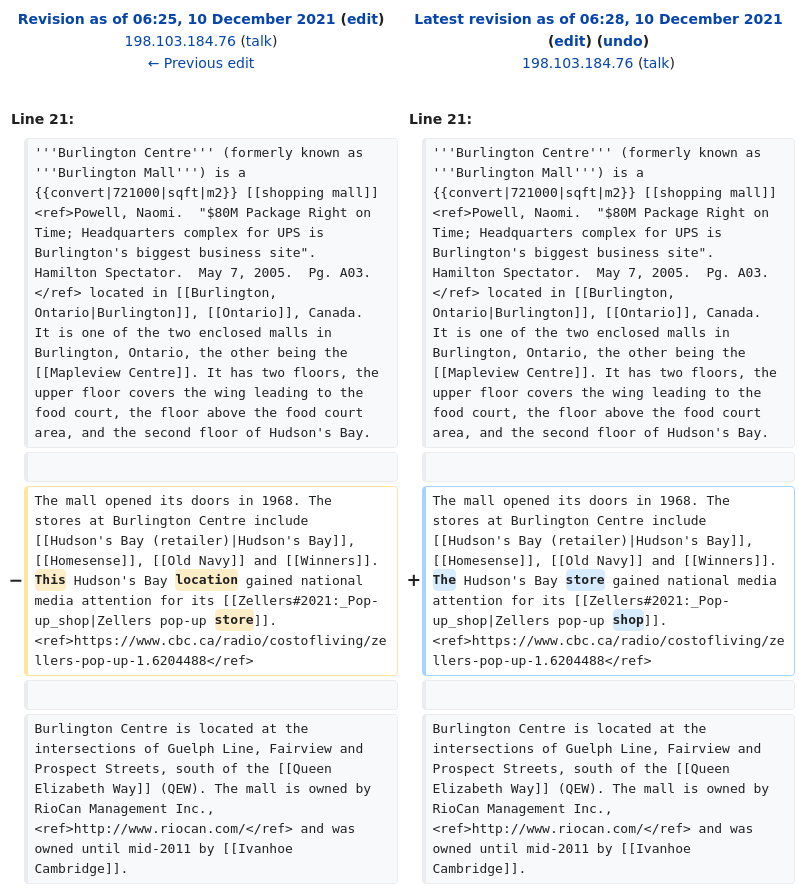 Revision as of 06:25, 10 December 2021 (edit)
198.103.184.76 (talk)
← Previous edit
Latest revision as of 06:28, 10 December 2021
(edit) (undo)
198.103.184.76 (talk)
Line 21:
'''Burlington Centre''' (formerly known as
'''Burlington Mall''') is a
{{convert|721000|sqft|m2}} [[shopping mall]]
<ref>Powell, Naomi.  "$80M Package Right on
Time; Headquarters complex for UPS is
Burlington's biggest business site".
Hamilton Spectator.  May 7, 2005.  Pg. A03.
</ref> located in [[Burlington,
Ontario|Burlington]], [[Ontario]], Canada.
It is one of the two enclosed malls in
Burlington, Ontario, the other being the
[[Mapleview Centre]]. It has two floors, the
upper floor covers the wing leading to the
food court, the floor above the food court
area, and the second floor of Hudson's Bay.
Line 21:
'''Burlington Centre''' (formerly known as
'''Burlington Mall''') is a
{{convert|721000|sqft|m2}} [[shopping mall]]
<ref>Powell, Naomi.  "$80M Package Right on
Time; Headquarters complex for UPS is
Burlington's biggest business site".
Hamilton Spectator.  May 7, 2005.  Pg. A03.
</ref> located in [[Burlington,
Ontario|Burlington]], [[Ontario]], Canada.
It is one of the two enclosed malls in
Burlington, Ontario, the other being the
[[Mapleview Centre]]. It has two floors, the
upper floor covers the wing leading to the
food court, the floor above the food court
area, and the second floor of Hudson's Bay.
−
The mall opened its doors in 1968. The
stores at Burlington Centre include
[[Hudson's Bay (retailer)|Hudson's Bay]],
[[Homesense]], [[Old Navy]] and [[Winners]].
This Hudson's Bay location gained national
media attention for its [[Zellers#2021:_Pop-
up_shop|Zellers pop-up store]].
<ref>https://www.cbc.ca/radio/costofliving/ze
llers-pop-up-1.6204488</ref>
+
The mall opened its doors in 1968. The
stores at Burlington Centre include
[[Hudson's Bay (retailer)|Hudson's Bay]],
[[Homesense]], [[Old Navy]] and [[Winners]].
The Hudson's Bay store gained national media
attention for its [[Zellers#2021:_Pop-
up_shop|Zellers pop-up shop]].
<ref>https://www.cbc.ca/radio/costofliving/ze
llers-pop-up-1.6204488</ref>
Burlington Centre is located at the
intersections of Guelph Line, Fairview and
Prospect Streets, south of the [[Queen
Elizabeth Way]] (QEW). The mall is owned by
RioCan Management Inc.,
<ref>http://www.riocan.com/</ref> and was
owned until mid-2011 by [[Ivanhoe
Cambridge]].
Burlington Centre is located at the
intersections of Guelph Line, Fairview and
Prospect Streets, south of the [[Queen
Elizabeth Way]] (QEW). The mall is owned by
RioCan Management Inc.,
<ref>http://www.riocan.com/</ref> and was
owned until mid-2011 by [[Ivanhoe
Cambridge]].